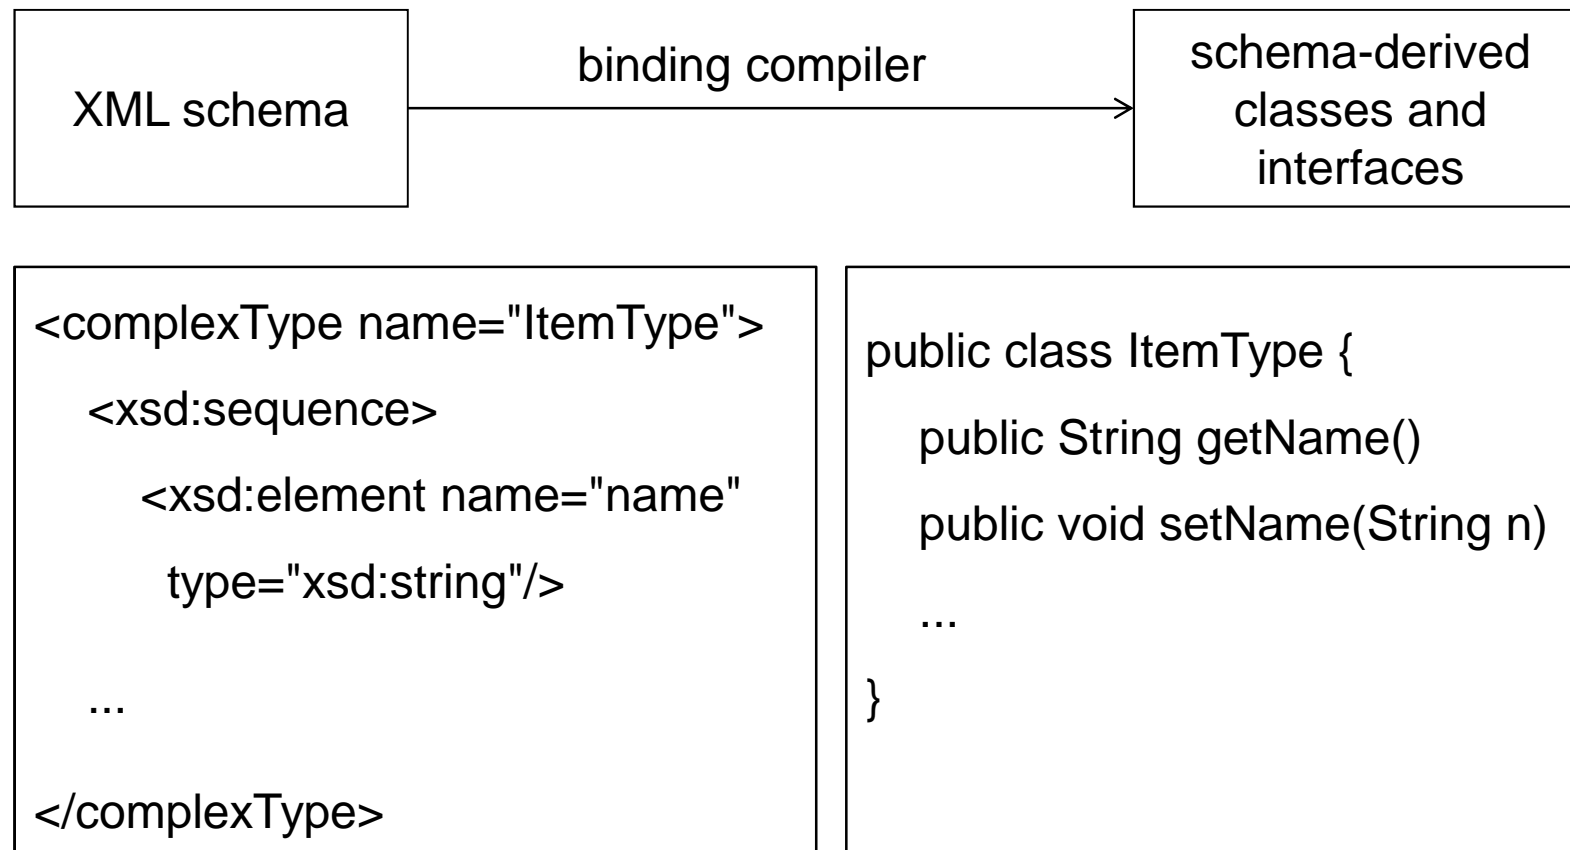 XML schema
binding compiler
schema-derived
classes and
interfaces
<complexType name="ItemType">
<xsd:sequence>
<xsd:element name="name"
type="xsd:string"/>
...
</complexType>
public class ItemType {
public String getName()
public void setName(String n)
...
}